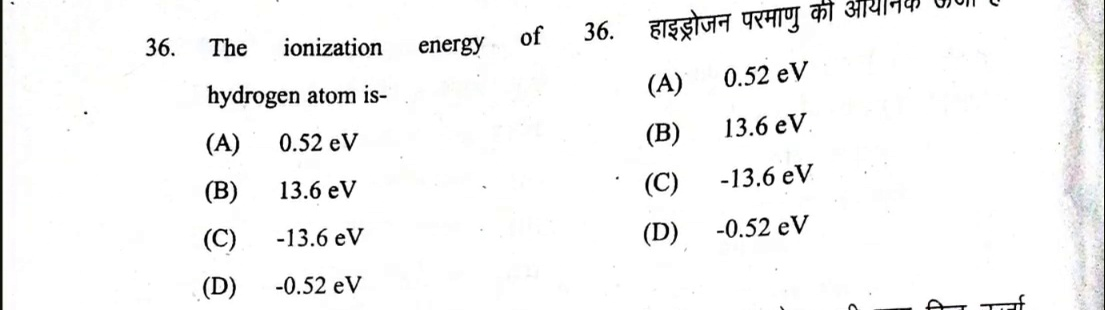 36. The ionization energy of
hydrogen atom is-
(A) 0.52 eV
(B) 13.6 eV
(C) -13.6 eV
(D) -0.52 eV
36. हाइड्रोजन परमाणु की
(A) 0.52 eV
(B) 13.6 eV
(C) -13.6 eV
(D) -0.52 eV